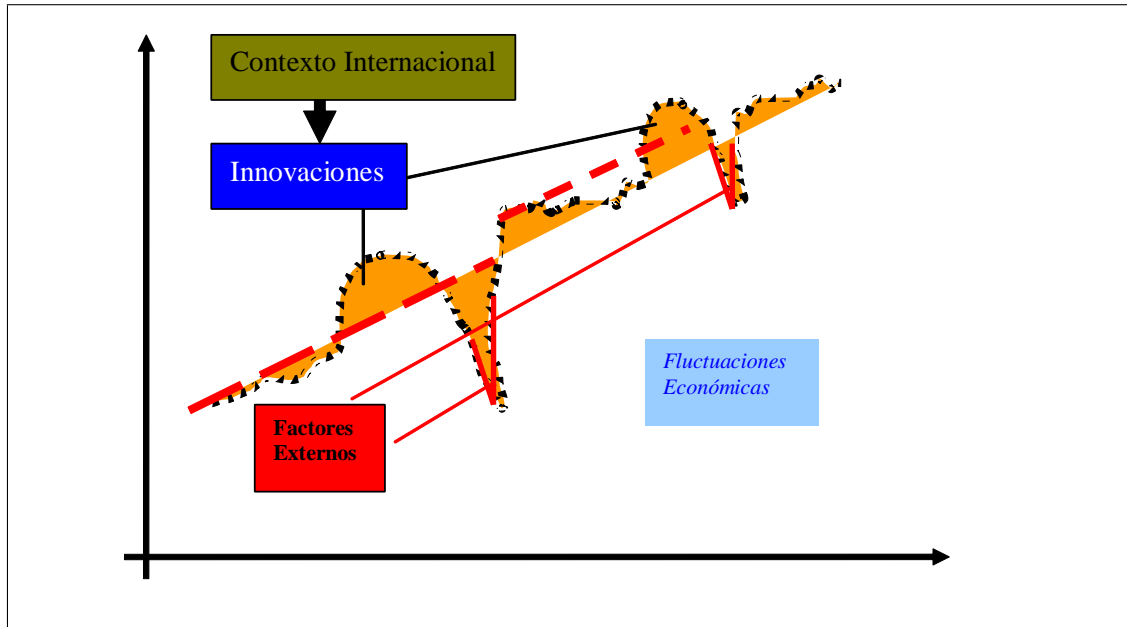 Contexto Internacional
Innovaciones
Fluctuaciones
Económicas
Factores
Externos